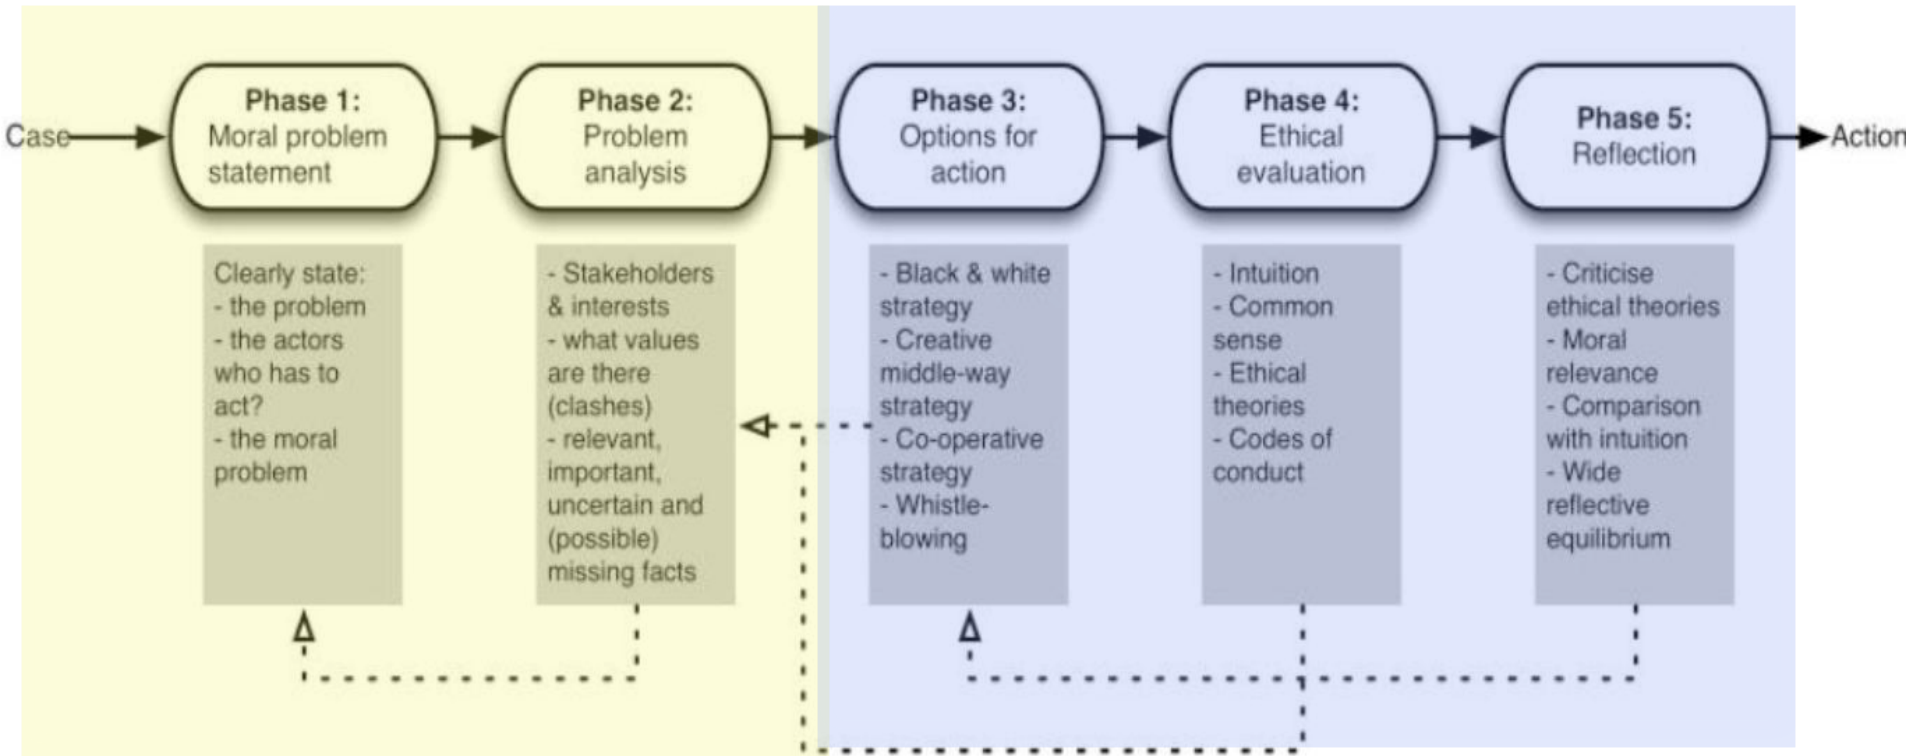 Case
Phase 1:
Moral problem
statement
Phase 2:
Problem
analysis
Phase 3:
Options for
action
Phase 4:
Ethical
evaluation
Phase 5:
Reflection
Action
Clearly state:
- the problem
- the actors
who has to
act?
- the moral
problem
- Stakeholders
& interests
- what values
are there
(clashes)
- relevant,
important,
uncertain and
(possible)
missing facts
- Black & white
strategy
- Creative
middle-way
strategy
- Co-operative
strategy
- Whistle-
blowing
- Intuition
- Common
sense
- Ethical
theories
- Codes of
conduct
- Criticise
ethical theories
- Moral
relevance
- Comparison
with intuition
- Wide
reflective
equilibrium